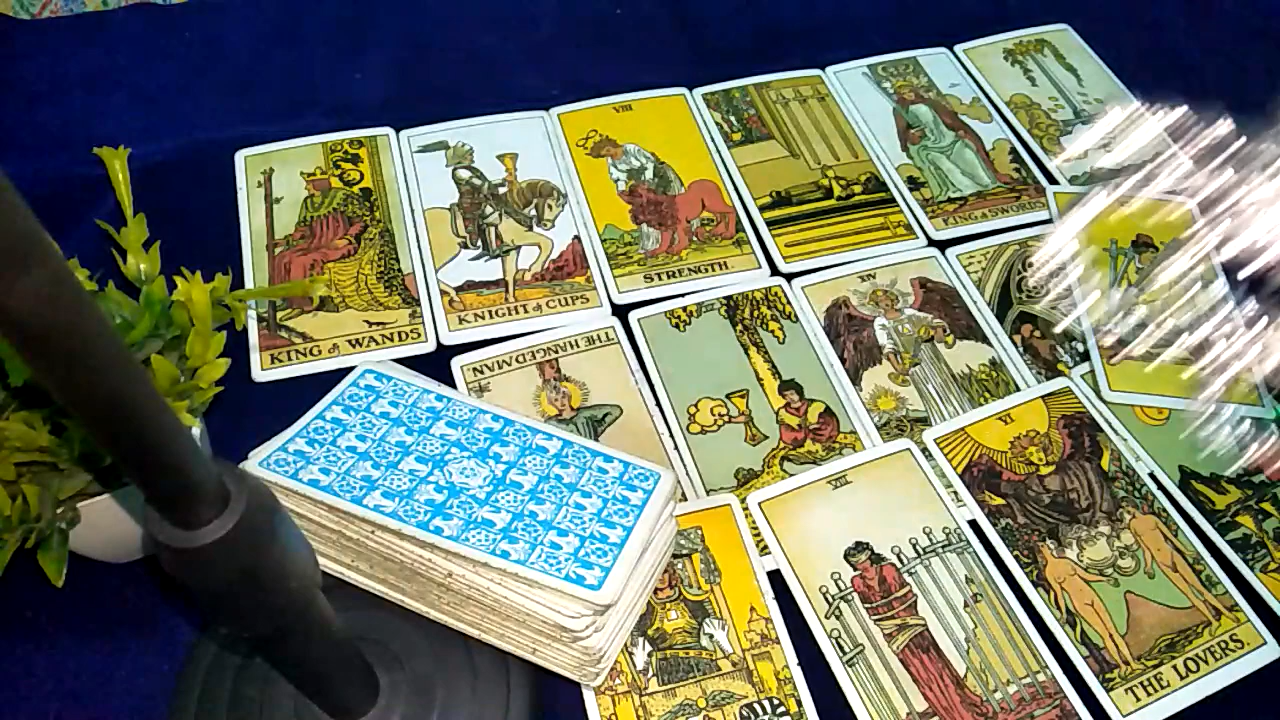 VIII
KING of SWORDS
STRENGTH.
KNIGHT of CUPS
KING of WANDS
THE HANGED MAN.
XIV
VI
VIII
THE LOVERS.